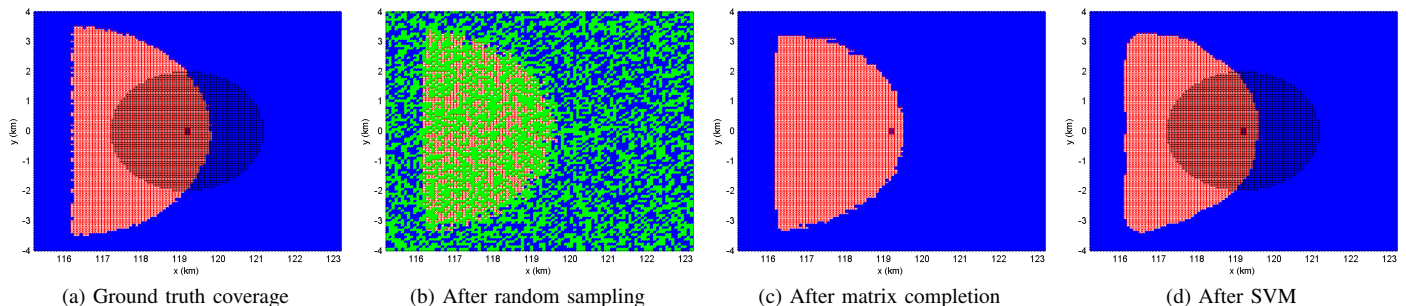 4
3
2
1
0
-1
-2
-3
-4
y (km)
116 117 118 119 120 121 122 123
x (km)
(a) Ground truth coverage
4
3
2
1
0
-1
-2
-3
-4
y (km)
116 117 118 119 120 121 122 123
x (km)
(b) After random sampling
4
3
2
1
0
-1
-2
-3
-4
y (km)
116 117 118 119 120 121 122 123
x (km)
(c) After matrix completion
4
3
2
1
0
-1
-2
-3
-4
y (km)
116 117 118 119 120 121 122 123
x (km)
(d) After SVM